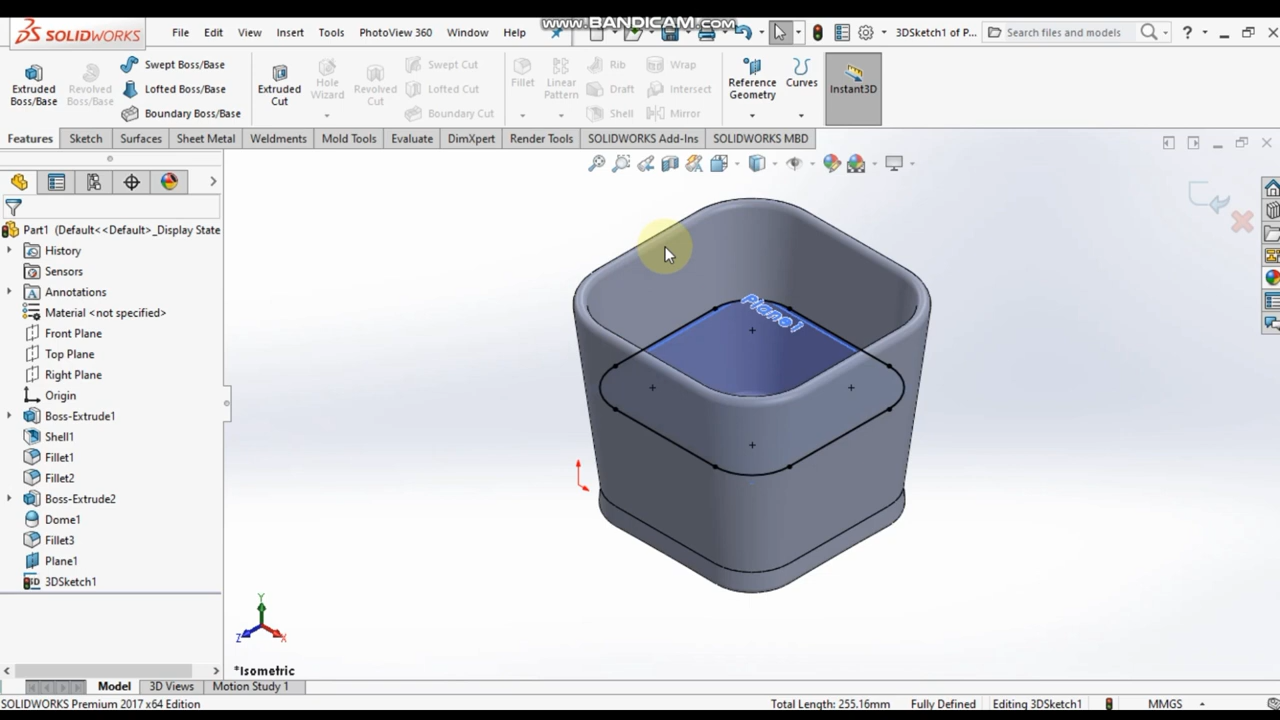 www.BANDICAM.com
SOLIDWORKS File Edit View Insert Tools PhotoView 360 Window Help 3DSketch1 of P... Search files and models ?
Extruded Boss/Base
Revolved Boss/Base
Swept Boss/Base
Lofted Boss/Base
Boundary Boss/Base
Extruded Cut
Hole Wizard
Revolved Cut
Swept Cut
Lofted Cut
Boundary Cut
Fillet
Linear Pattern
Rib
Draft
Shell
Wrap
Intersect
Mirror
Reference Geometry
Curves
Instant3D
Features Sketch Surfaces Sheet Metal Weldments Mold Tools Evaluate DimXpert Render Tools SOLIDWORKS Add-Ins SOLIDWORKS MBD
Part1 (Default<<Default>_Display State
History
Sensors
Annotations
Material <not specified>
Front Plane
Top Plane
Right Plane
Origin
Boss-Extrude1
Shell1
Fillet1
Fillet2
Boss-Extrude2
Dome1
Fillet3
Plane1
3D 3DSketch1
Plane1
Y
Z X
*Isometric
Model 3D Views Motion Study 1
SOLIDWORKS Premium 2017 x64 Edition Total Length: 255.16mm Fully Defined Editing 3DSketch1 MMGS